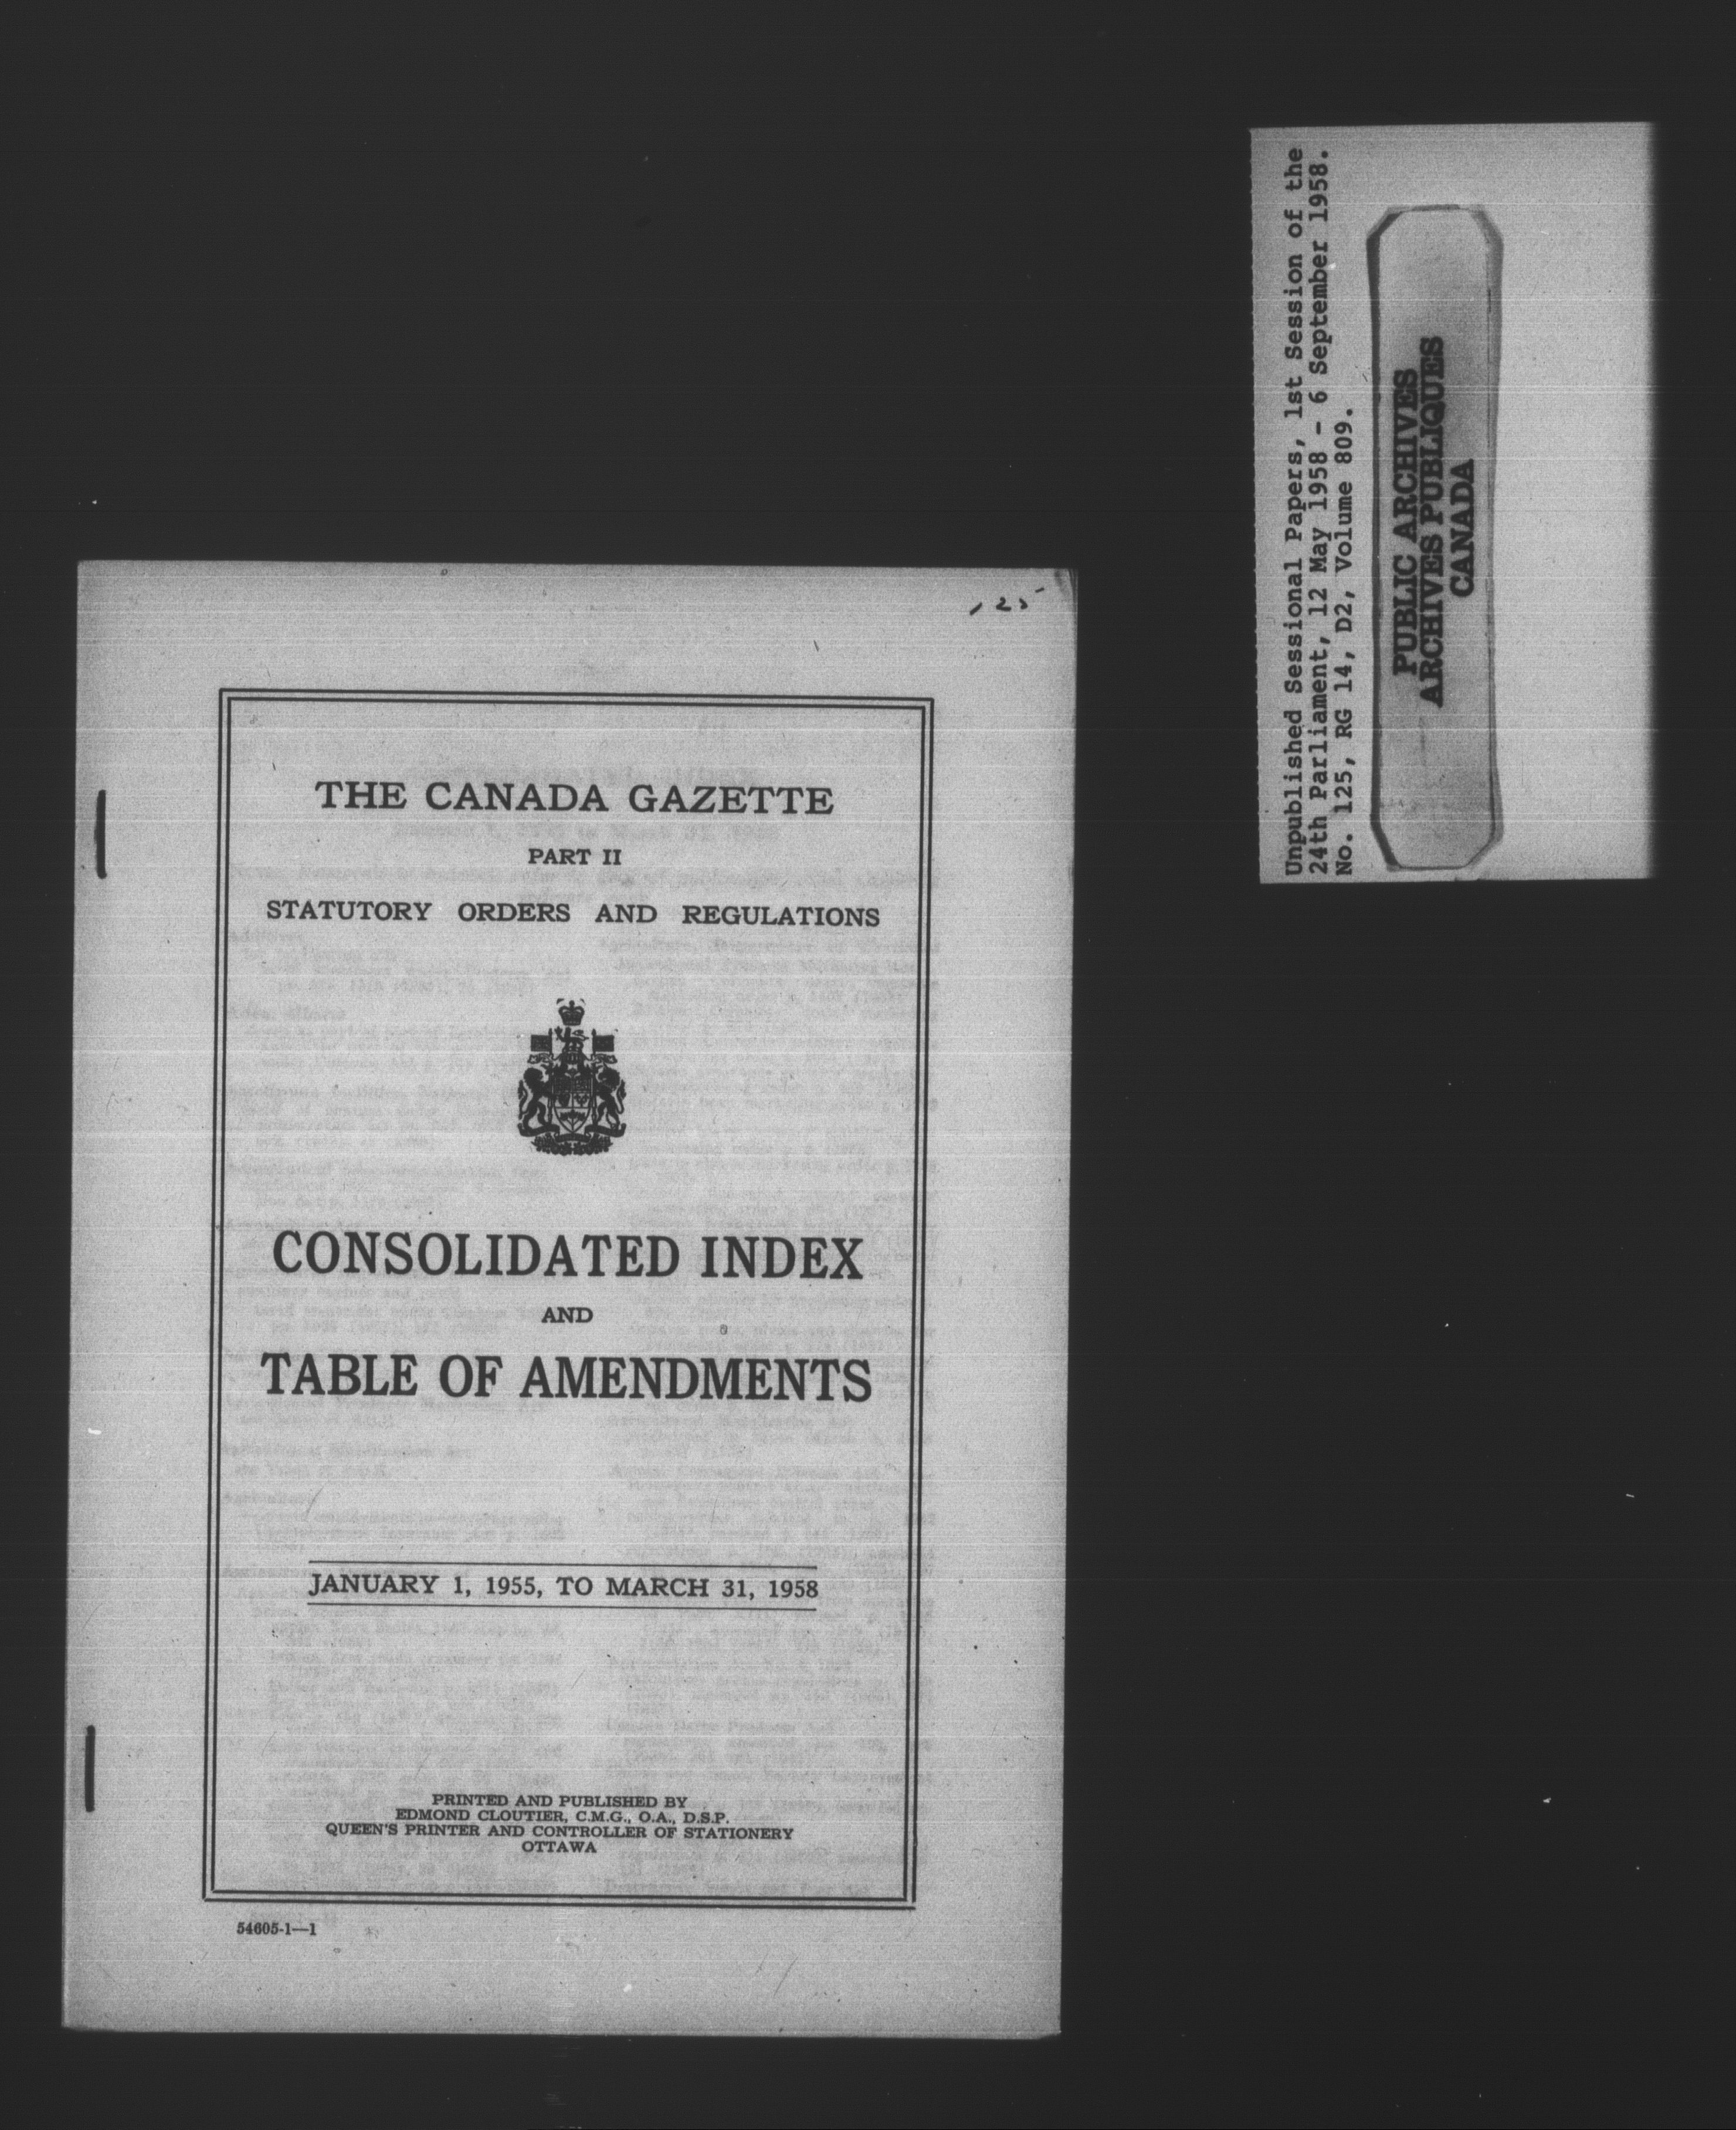 125
THE CANADA GAZETTE
PART II
STATUTORY ORDERS AND REGULATIONS
CONSOLIDATED INDEX
AND
TABLE OF AMENDMENTS
JANUARY 1, 1955, TO MARCH 31, 1958
PRINTED AND PUBLISHED BY
EDMOND CLOUTIER, C.M.G., O.A., D.S.P.
QUEEN'S PRINTER AND CONTROLLER OF STATIONERY
OTTAWA
54605-1—1
Unpublished Sessional Papers, 1st Session of the
24th Parliament, 12 May 1958 - 6 September 1958.
No. 125, RG 14, D2, Volume 809.
PUBLIC ARCHIVES
ARCHIVES PUBLIQUES
CANADA